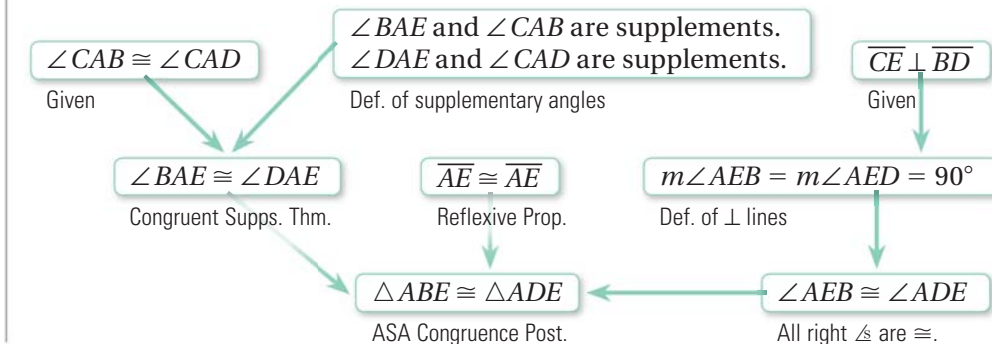 ∠BAE and ∠CAB are supplements.
∠DAE and ∠CAD are supplements.
Def. of supplementary angles
∠CAB ≅ ∠CAD
Given
CE ⊥ BD
Given
∠BAE ≅ ∠DAE
Congruent Supps. Thm.
AE ≅ AE
Reflexive Prop.
m∠AEB = m∠AED = 90°
Def. of ⊥ lines
△ABE ≅ △ADE
ASA Congruence Post.
∠AEB ≅ ∠ADE
All right ∠s are ≅.